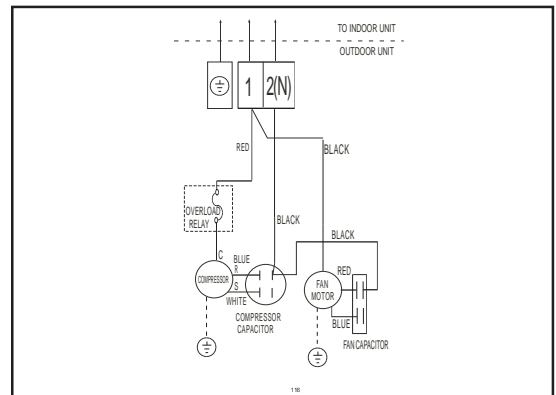 TO INDOOR UNIT
OUTDOOR UNIT
1
2(N)
RED
BLACK
OVERLOAD
RELAY
BLACK
BLACK
C
BLUE
R
COMPRESSOR
S
WHITE
COMPRESSOR
CAPACITOR
FAN
MOTOR
RED
BLUE
FAN CAPACITOR
116